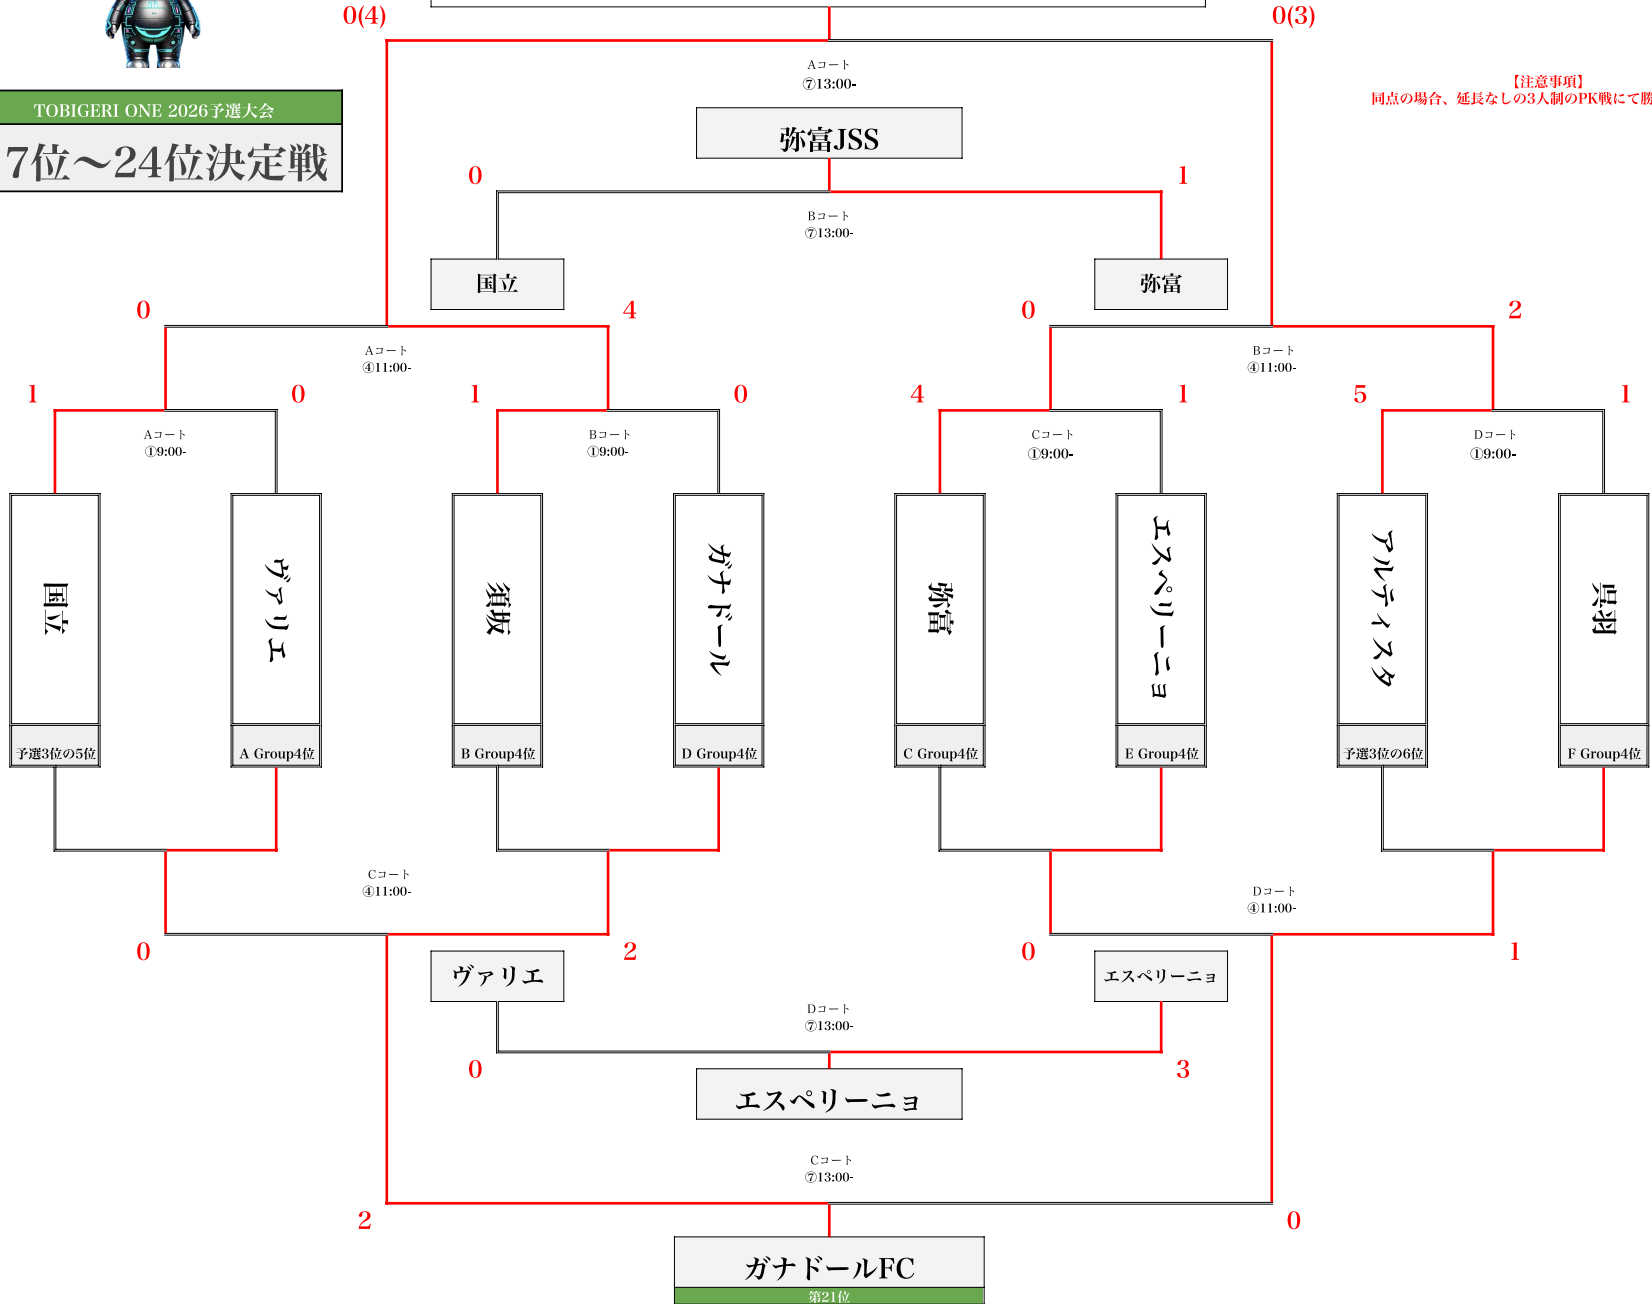 0(4)
0(3)
Aコート
⑦13:00-
【注意事項】
同点の場合、延長なしの3人制のPK戦にて勝
TOBIGERI ONE 2026予選大会
7位〜24位決定戦
弥富JSS
0
1
Bコート
⑦13:00-
国立
弥富
0
4
0
2
Aコート
④11:00-
Bコート
④11:00-
1
0
1
0
4
1
5
1
Aコート
①9:00-
Bコート
①9:00-
Cコート
①9:00-
Dコート
①9:00-
国立
ヴァリエ
須坂
ガナドール
弥富
エスペリーニョ
アルティスタ
呉羽
予選3位の5位
A Group4位
B Group4位
D Group4位
C Group4位
E Group4位
予選3位の6位
F Group4位
Cコート
④11:00-
Dコート
④11:00-
0
2
0
1
ヴァリエ
エスペリーニョ
Dコート
⑦13:00-
0
3
エスペリーニョ
Cコート
⑦13:00-
2
0
ガナドールFC
第21位